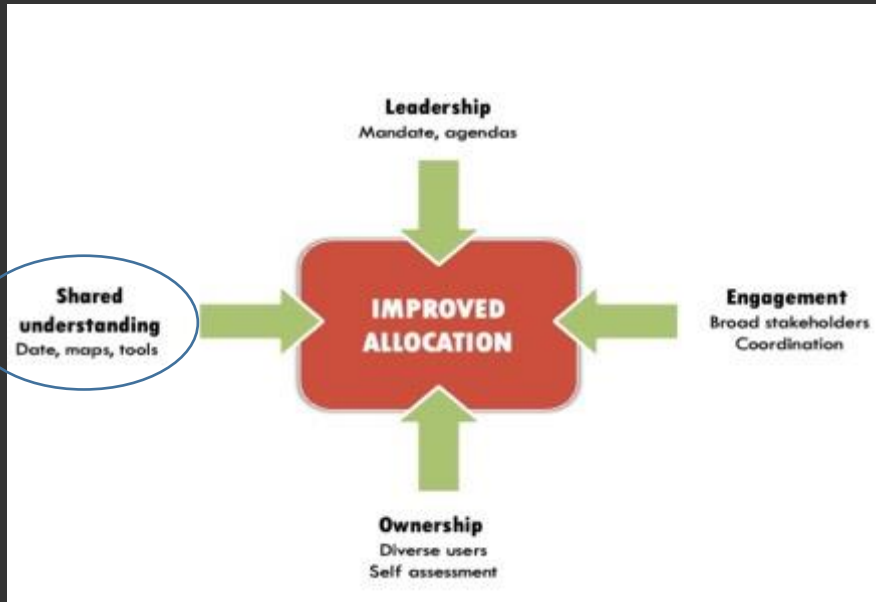 Leadership
Mandate, agendas
Shared
understanding
Date, maps, tools
IMPROVED
ALLOCATION
Engagement
Broad stakeholders
Coordination
Ownership
Diverse users
Self assessment